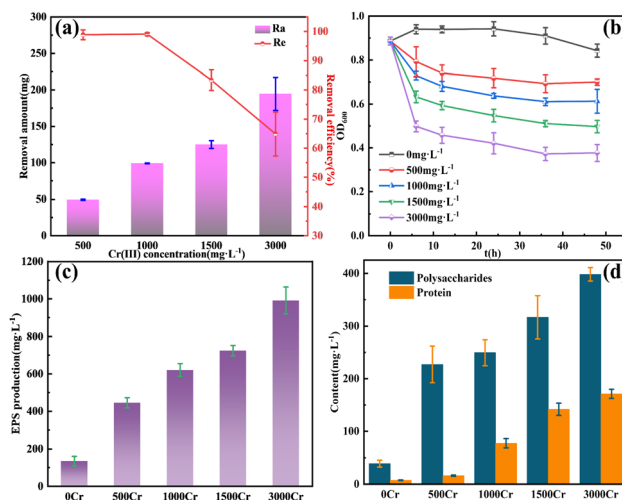 (a)
Ra
Re
300
250
200
150
100
50
0
Removal amount(mg)
100
90
80
70
60
50
40
30
Removal efficiency(%)
500 1000 1500 3000
Cr(III) concentration(mg·L⁻¹)
(b)
1.0
0.8
0.6
0.4
0.2
0.0
OD₆₀₀
0mg·L⁻¹
500mg·L⁻¹
1000mg·L⁻¹
1500mg·L⁻¹
3000mg·L⁻¹
0 10 20 30 40 50
t(h)
(c)
1200
1000
800
600
400
200
0
EPS production(mg·L⁻¹)
0Cr 500Cr 1000Cr 1500Cr 3000Cr
(d)
Polysaccharides
Protein
400
300
200
100
0
Content(mg·L⁻¹)
0Cr 500Cr 1000Cr 1500Cr 3000Cr